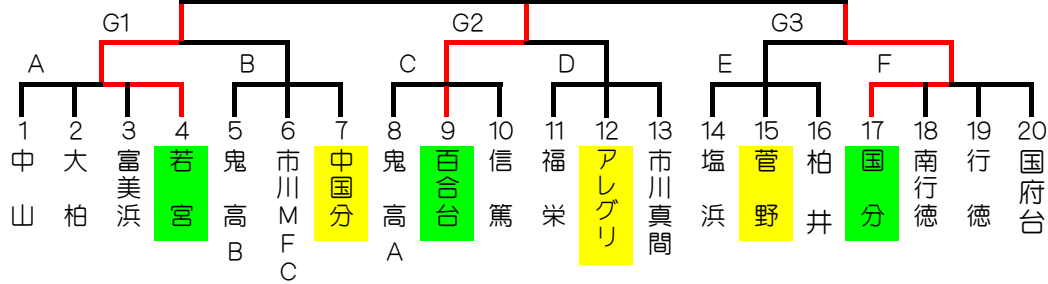 G1 G2 G3
A B C D E F
1 2 3 4 5 6 7 8 9 10 11 12 13 14 15 16 17 18 19 20
中山
大柏
富美浜
若宮
鬼高B
市川MFC
中国分
鬼高A
百合台
信篤
福栄
アレグリ
市川真間
塩浜
菅野
柏井
国分
南行徳
行徳
国府台